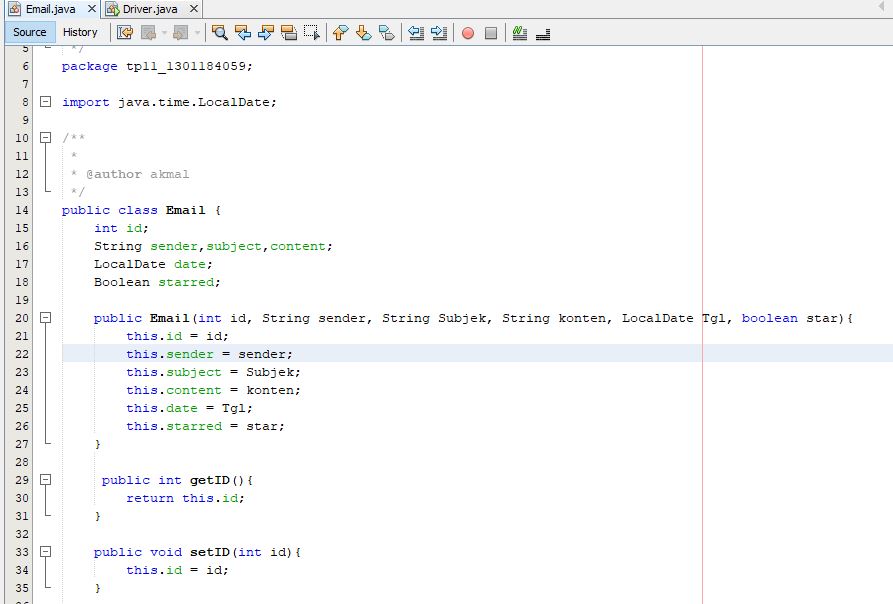 Email.java × Driver.java ×
Source History
5 */
6 package tp11_1301184059;
7
8 import java.time.LocalDate;
9
10 /**
11 *
12 * @author akmal
13 */
14 public class Email {
15 int id;
16 String sender,subject,content;
17 LocalDate date;
18 Boolean starred;
19
20 public Email(int id, String sender, String Subjek, String konten, LocalDate Tgl, boolean star){
21 this.id = id;
22 this.sender = sender;
23 this.subject = Subjek;
24 this.content = konten;
25 this.date = Tgl;
26 this.starred = star;
27 }
28
29 public int getID(){
30 return this.id;
31 }
32
33 public void setID(int id){
34 this.id = id;
35 }